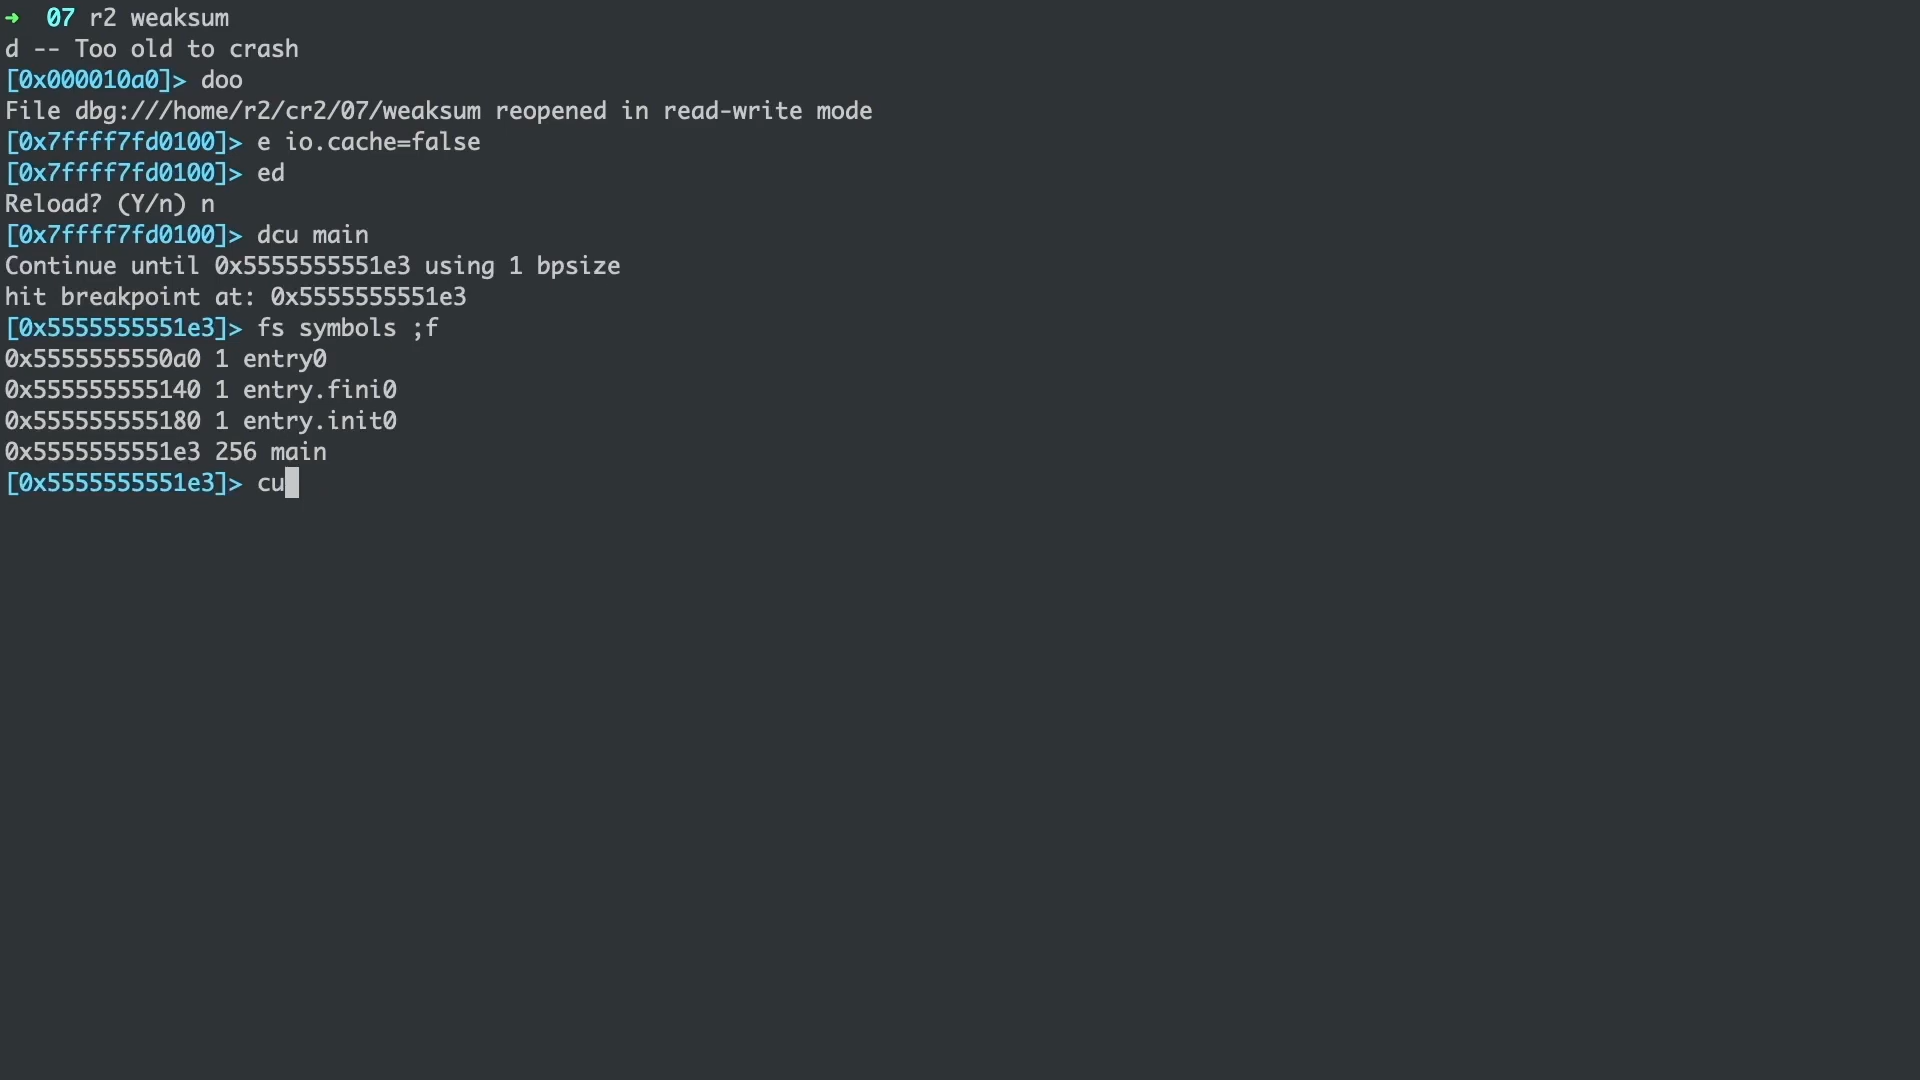 ➜  07 r2 weaksum
d -- Too old to crash
[0x000010a0]> doo
File dbg:///home/r2/cr2/07/weaksum reopened in read-write mode
[0x7ffff7fd0100]> e io.cache=false
[0x7ffff7fd0100]> ed
Reload? (Y/n) n
[0x7ffff7fd0100]> dcu main
Continue until 0x5555555551e3 using 1 bpsize
hit breakpoint at: 0x5555555551e3
[0x5555555551e3]> fs symbols ;f
0x5555555550a0 1 entry0
0x555555555140 1 entry.fini0
0x555555555180 1 entry.init0
0x5555555551e3 256 main
[0x5555555551e3]> cu